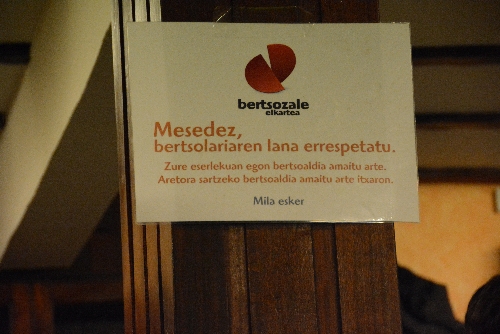 bertsozale
elkartea
Mesedez,
bertsolariaren lana errespetatu.
Zure eserlekuan egon bertsoaldia amaitu arte.
Aretora sartzeko bertsoaldia amaitu arte itxaron.
Mila esker